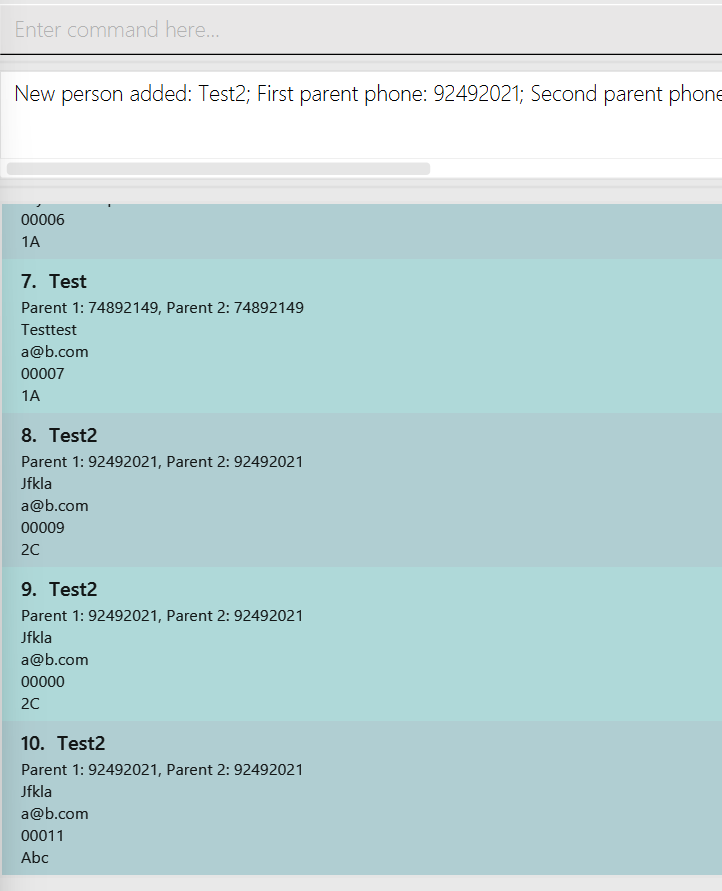 Enter command here...
New person added: Test2; First parent phone: 92492021; Second parent phone
00006
1A
7. Test
Parent 1: 74892149, Parent 2: 74892149
Testtest
a@b.com
00007
1A
8. Test2
Parent 1: 92492021, Parent 2: 92492021
Jfkla
a@b.com
00009
2C
9. Test2
Parent 1: 92492021, Parent 2: 92492021
Jfkla
a@b.com
00000
2C
10. Test2
Parent 1: 92492021, Parent 2: 92492021
Jfkla
a@b.com
00011
Abc